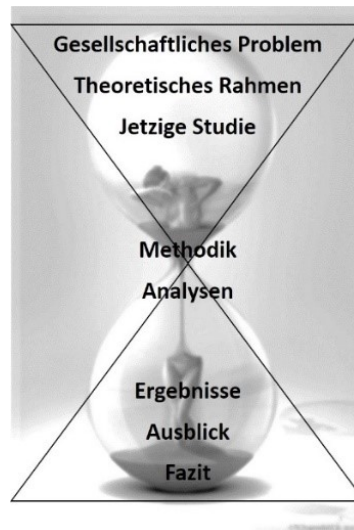 Gesellschaftliches Problem
Theoretisches Rahmen
Jetzige Studie
Methodik
Analysen
Ergebnisse
Ausblick
Fazit